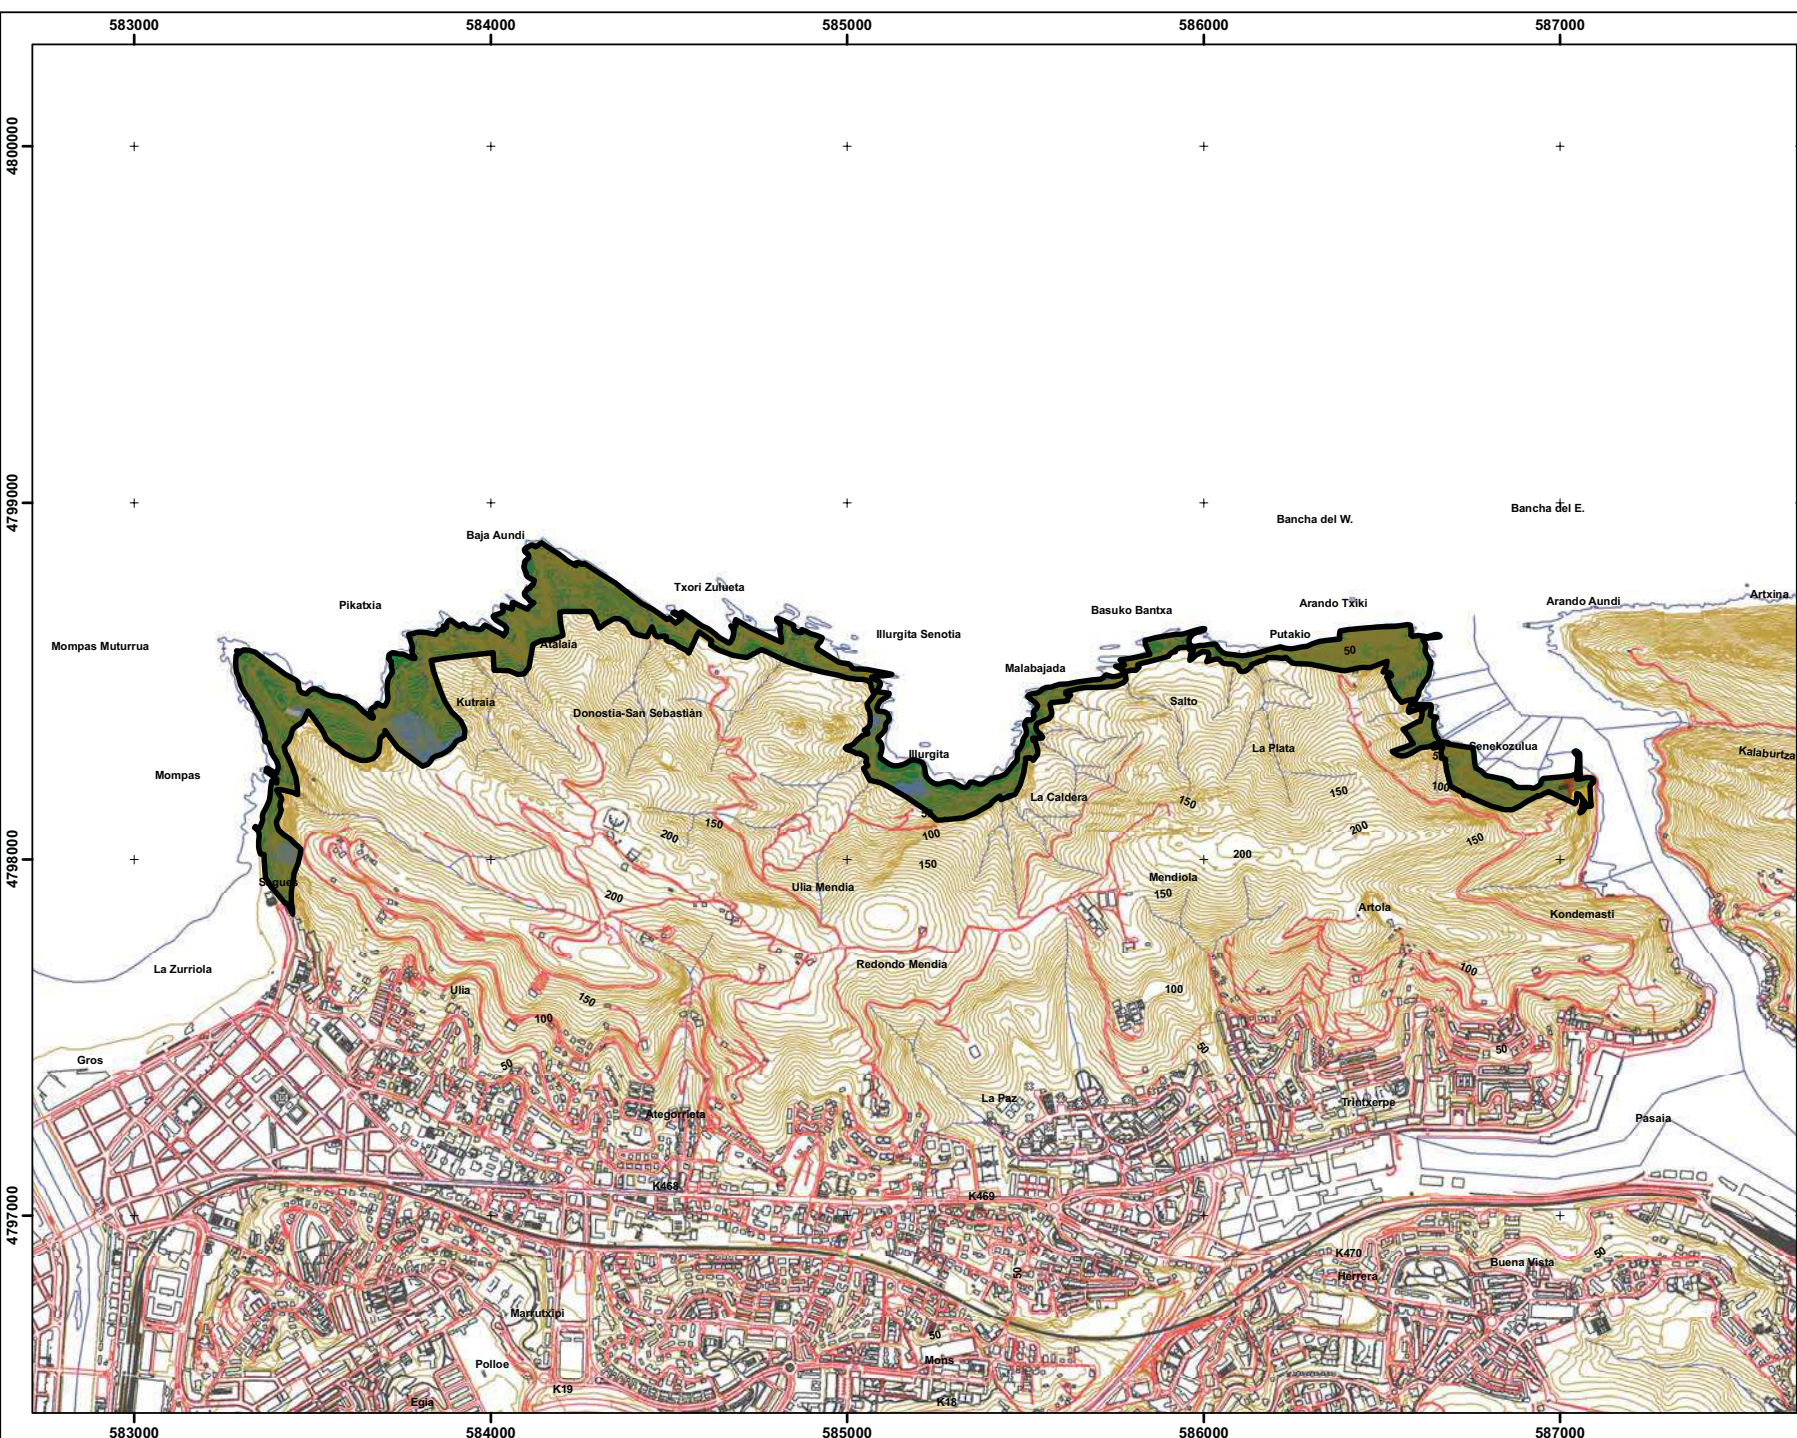 583000 584000 585000 586000 587000
4800000
4799000
Bancha del E.
Bancha del W.
Baja Aundi
Txori Zulueta
Artxina
Arando Aundi
Arando Txiki
Pikatxia
Basuko Bantxa
Illurgita Senotia
Putakio
Mompas Muturrua
Atalaia
50
Malabajada
Kutraia
Salto
Donostia-San Sebastián
Senekozulua
La Plata
Illurgita
Kalaburtza
Mompas
100
150
La Caldera
150
150
200
100
200
150
150
200
4798000
Mendiola
Sagues
Ulia Mendia
150
200
Artola
Kondemasti
Redondo Mendia
La Zurriola
100
Ulia
100
150
100
50
50
Gros
50
La Paz
Trintxerpe
Ategorrieta
Pasaia
K468
K469
4797000
K470
50
Buena Vista
50
Herrera
Marrutxipi
50
Mons
Polloe
K19
Egia
K18
583000 584000 585000 586000 587000